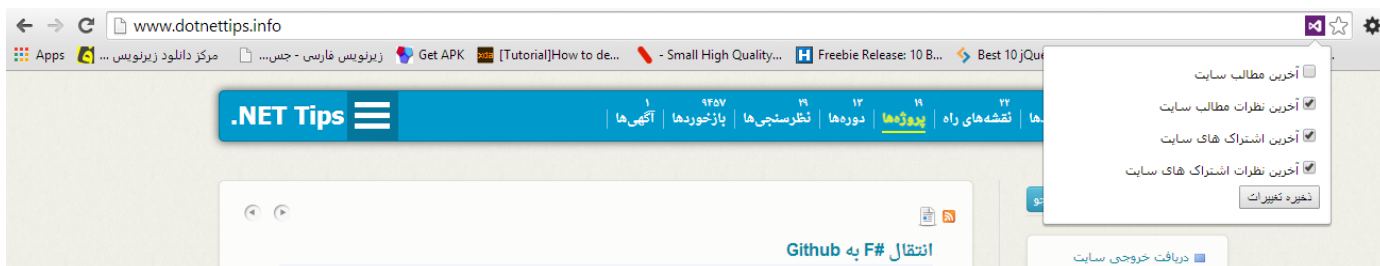 www.dotnettips.info
Apps مرکز دانلود زیرنویس ... زیرنویس فارسی - جس... Get APK [Tutorial]How to de... - Small High Quality... Freebie Release: 10 B... Best 10 jQue
آخرین مطالب سایت
آخرین نظرات مطالب سایت
آخرین اشتراک های سایت
آخرین نظرات اشتراک های سایت
ذخیره تغییرات
.NET Tips
۲۲ ۱۹ ۱۳ ۲۹ ۹۴۵۷ ۱
نقشه‌های راه پروژه‌ها دوره‌ها نظرسنجی‌ها بازخوردها آگهی‌ها
انتقال F# به Github
دریافت خروجی سایت